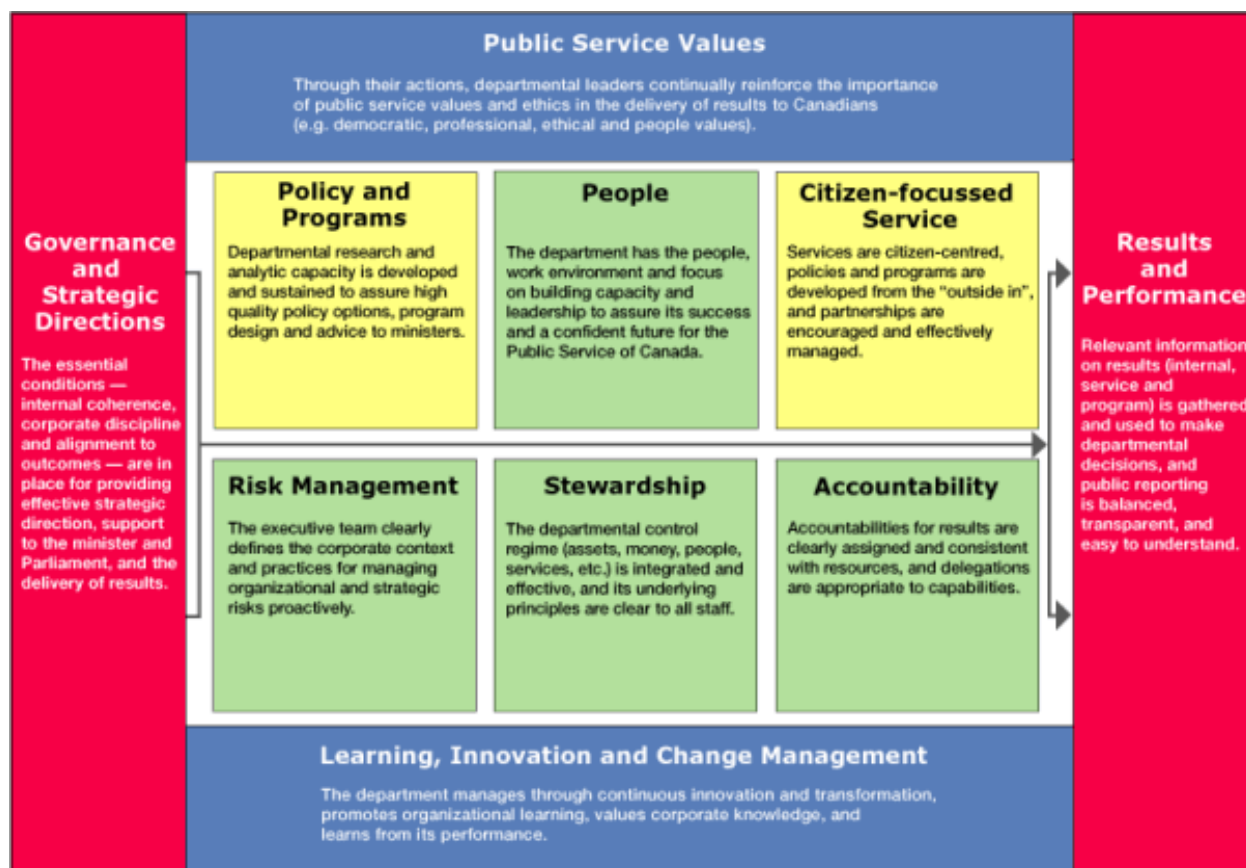 Public Service Values
Through their actions, departmental leaders continually reinforce the importance
of public service values and ethics in the delivery of results to Canadians
(e.g. democratic, professional, ethical and people values).
Governance
and
Strategic
Directions
The essential
conditions —
internal coherence,
corporate discipline
and alignment to
outcomes — are in
place for providing
effective strategic
direction, support
to the minister and
Parliament, and the
delivery of results.
Policy and
Programs
Departmental research and
analytic capacity is developed
and sustained to assure high
quality policy options, program
design and advice to ministers.
People
The department has the people,
work environment and focus
on building capacity and
leadership to assure its success
and a confident future for the
Public Service of Canada.
Citizen-focussed
Service
Services are citizen-centred,
policies and programs are
developed from the “outside in”,
and partnerships are
encouraged and effectively
managed.
Risk Management
The executive team clearly
defines the corporate context
and practices for managing
organizational and strategic
risks proactively.
Stewardship
The departmental control
regime (assets, money, people,
services, etc.) is integrated and
effective, and its underlying
principles are clear to all staff.
Accountability
Accountabilities for results are
clearly assigned and consistent
with resources, and delegations
are appropriate to capabilities.
Results
and
Performance
Relevant information
on results (internal,
service and
program) is gathered
and used to make
departmental
decisions, and
public reporting
is balanced,
transparent, and
easy to understand.
Learning, Innovation and Change Management
The department manages through continuous innovation and transformation,
promotes organizational learning, values corporate knowledge, and
learns from its performance.